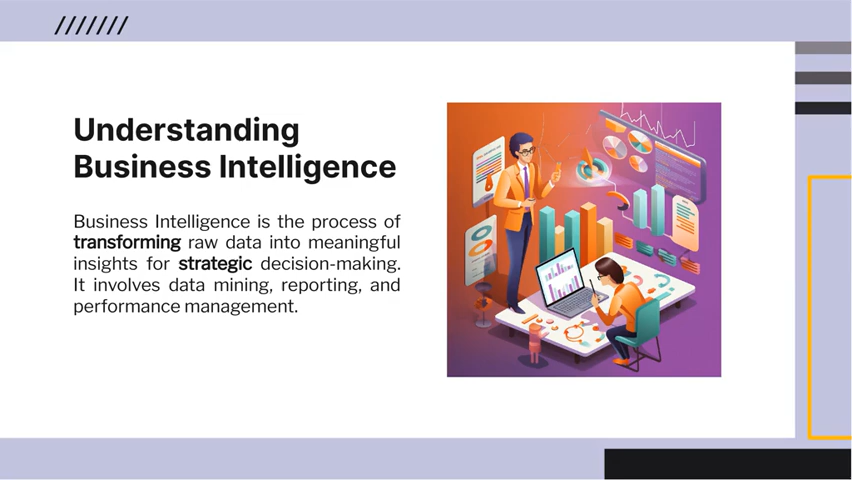 Understanding
Business Intelligence
Business Intelligence is the process of
transforming raw data into meaningful
insights for strategic decision-making.
It involves data mining, reporting, and
performance management.